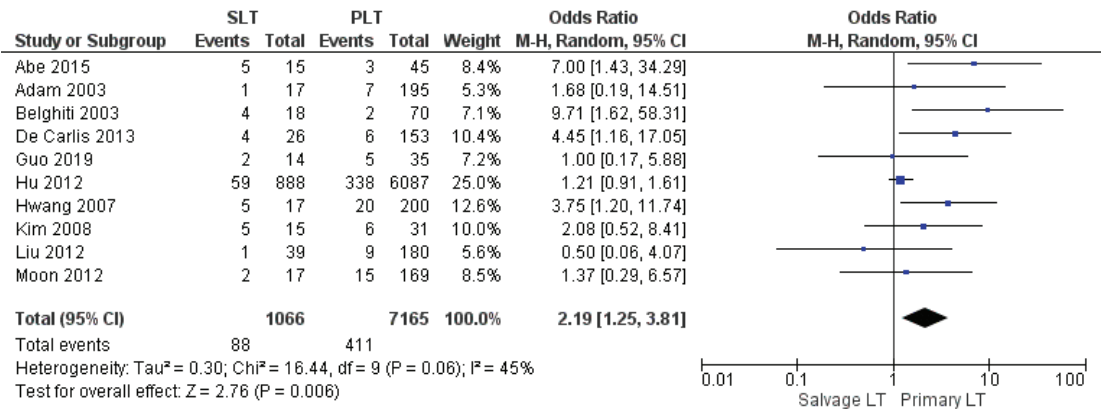 SLT PLT Odds Ratio Odds Ratio
Study or Subgroup Events Total Events Total Weight M-H, Random, 95% CI M-H, Random, 95% CI
Abe 2015 5 15 3 45 8.4% 7.00 [1.43, 34.29]
Adam 2003 1 17 7 195 5.3% 1.68 [0.19, 14.51]
Belghiti 2003 4 18 2 70 7.1% 9.71 [1.62, 58.31]
De Carlis 2013 4 26 6 153 10.4% 4.45 [1.16, 17.05]
Guo 2019 2 14 5 35 7.2% 1.00 [0.17, 5.88]
Hu 2012 59 888 338 6087 25.0% 1.21 [0.91, 1.61]
Hwang 2007 5 17 20 200 12.6% 3.75 [1.20, 11.74]
Kim 2008 5 15 6 31 10.0% 2.08 [0.52, 8.41]
Liu 2012 1 39 9 180 5.6% 0.50 [0.06, 4.07]
Moon 2012 2 17 15 169 8.5% 1.37 [0.29, 6.57]
Total (95% CI) 1066 7165 100.0% 2.19 [1.25, 3.81]
Total events 88 411
Heterogeneity: Tau² = 0.30; Chi² = 16.44, df = 9 (P = 0.06); I² = 45%
Test for overall effect: Z = 2.76 (P = 0.006)
0.01 0.1 1 10 100
Salvage LT Primary LT